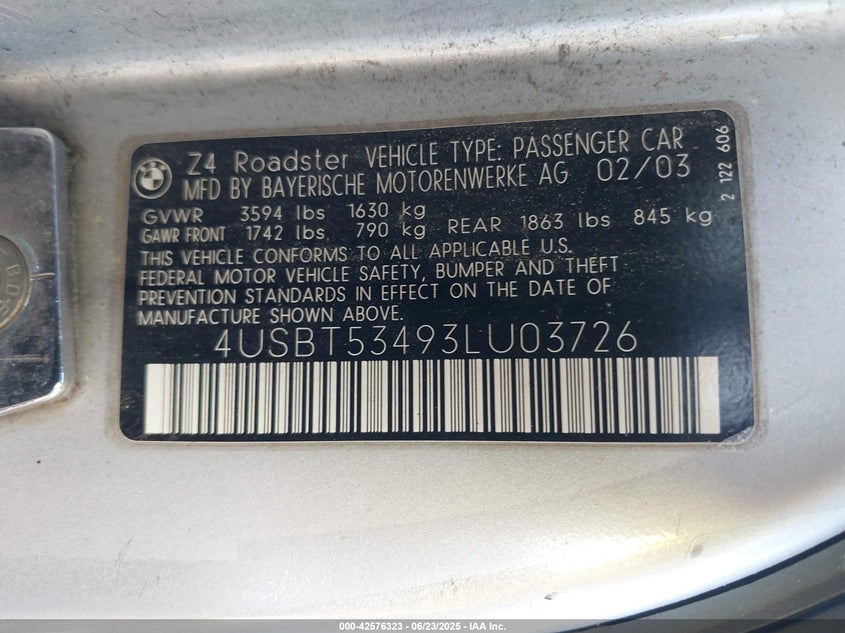 Z4 Roadster VEHICLE TYPE: PASSENGER CAR
MFD BY BAYERISCHE MOTORENWERKE AG 02/03
GVWR 3594 lbs 1630 kg
GAWR FRONT 1742 lbs 790 kg REAR 1863 lbs 845 kg
THIS VEHICLE CONFORMS TO ALL APPLICABLE U.S.
FEDERAL MOTOR VEHICLE SAFETY, BUMPER AND THEFT
PREVENTION STANDARDS IN EFFECT ON THE DATE OF
MANUFACTURE SHOWN ABOVE.
4USBT53493LU03726
2 122 606
000-42576323 - 06/23/2025 - IAA Inc.